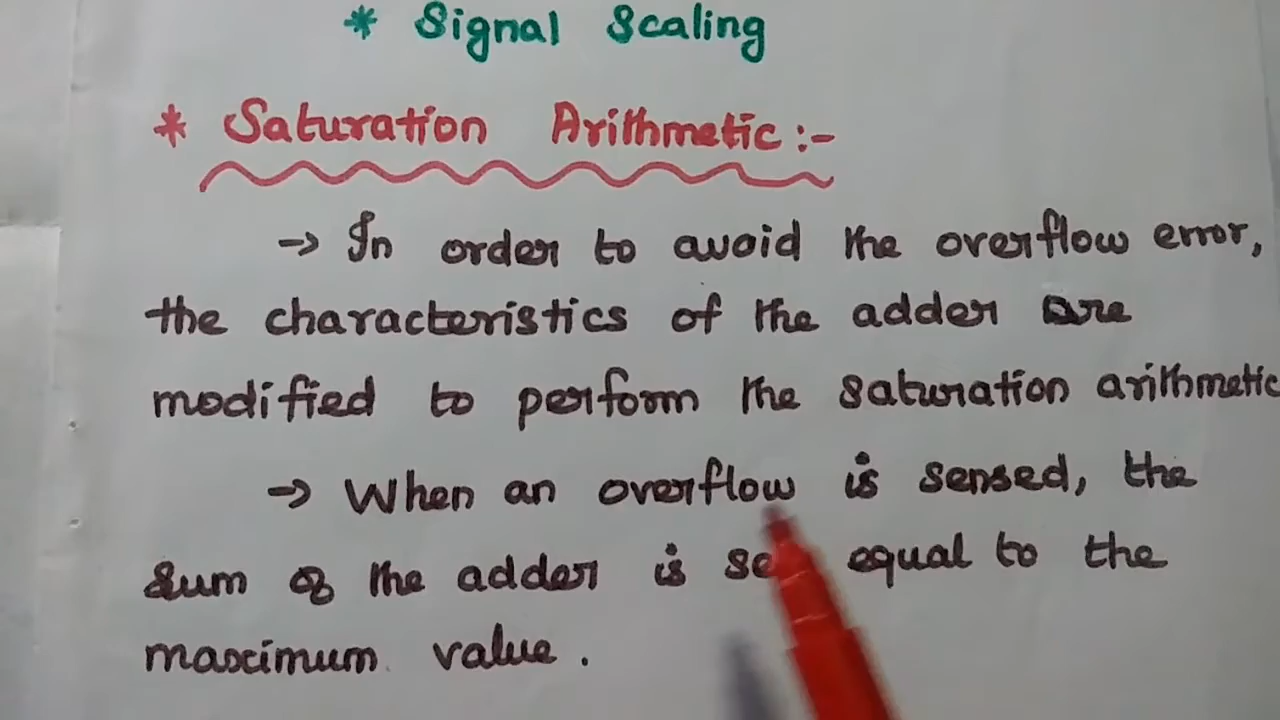 * Signal Scaling
* Saturation Arithmetic :-
→ In order to avoid the overflow error,
the characteristics of the adder are
modified to perform the saturation arithmetic
→ When an overflow is sensed, the
sum of the adder is equal to the
maximum value.